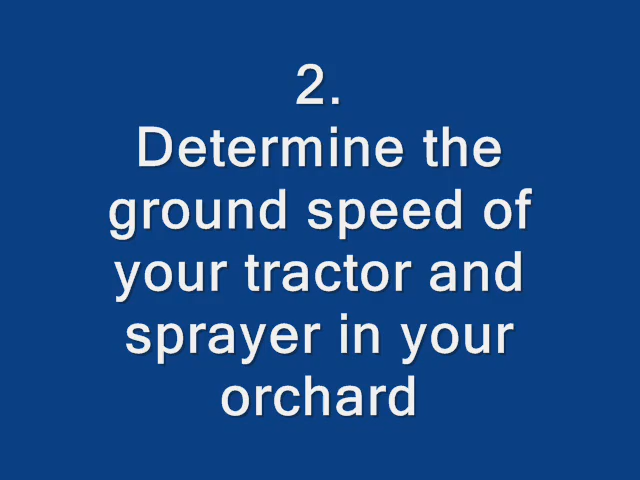 2.
Determine the
ground speed of
your tractor and
sprayer in your
orchard